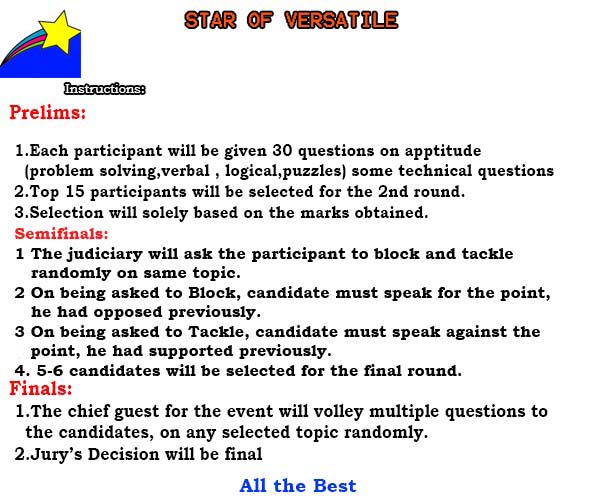 STAR OF VERSATILE
Instructions:
Prelims:
1.Each participant will be given 30 questions on apptitude
(problem solving,verbal , logical,puzzles) some technical questions
2.Top 15 participants will be selected for the 2nd round.
3.Selection will solely based on the marks obtained.
Semifinals:
1 The judiciary will ask the participant to block and tackle
randomly on same topic.
2 On being asked to Block, candidate must speak for the point,
he had opposed previously.
3 On being asked to Tackle, candidate must speak against the
point, he had supported previously.
4. 5-6 candidates will be selected for the final round.
Finals:
1.The chief guest for the event will volley multiple questions to
the candidates, on any selected topic randomly.
2.Jury's Decision will be final
All the Best